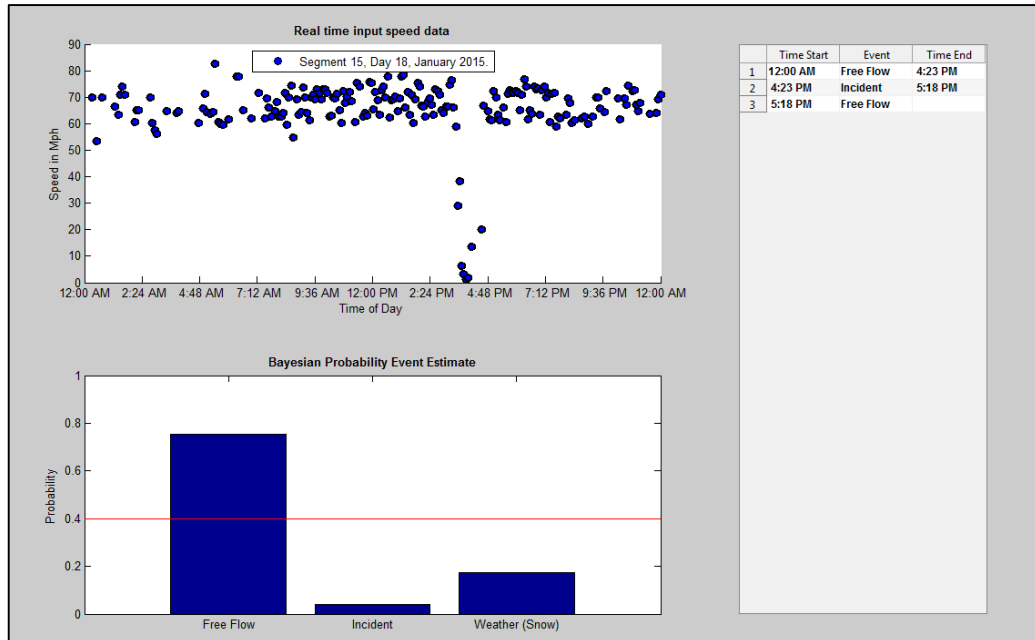 Real time input speed data
Segment 15, Day 18, January 2015.
90
80
70
60
50
40
30
20
10
0
Speed in Mph
12:00 AM 2:24 AM 4:48 AM 7:12 AM 9:36 AM 12:00 PM 2:24 PM 4:48 PM 7:12 PM 9:36 PM 12:00 AM
Time of Day
Bayesian Probability Event Estimate
1
0.8
0.6
0.4
0.2
0
Probability
Free Flow Incident Weather (Snow)
Time Start Event Time End
1 12:00 AM Free Flow 4:23 PM
2 4:23 PM Incident 5:18 PM
3 5:18 PM Free Flow